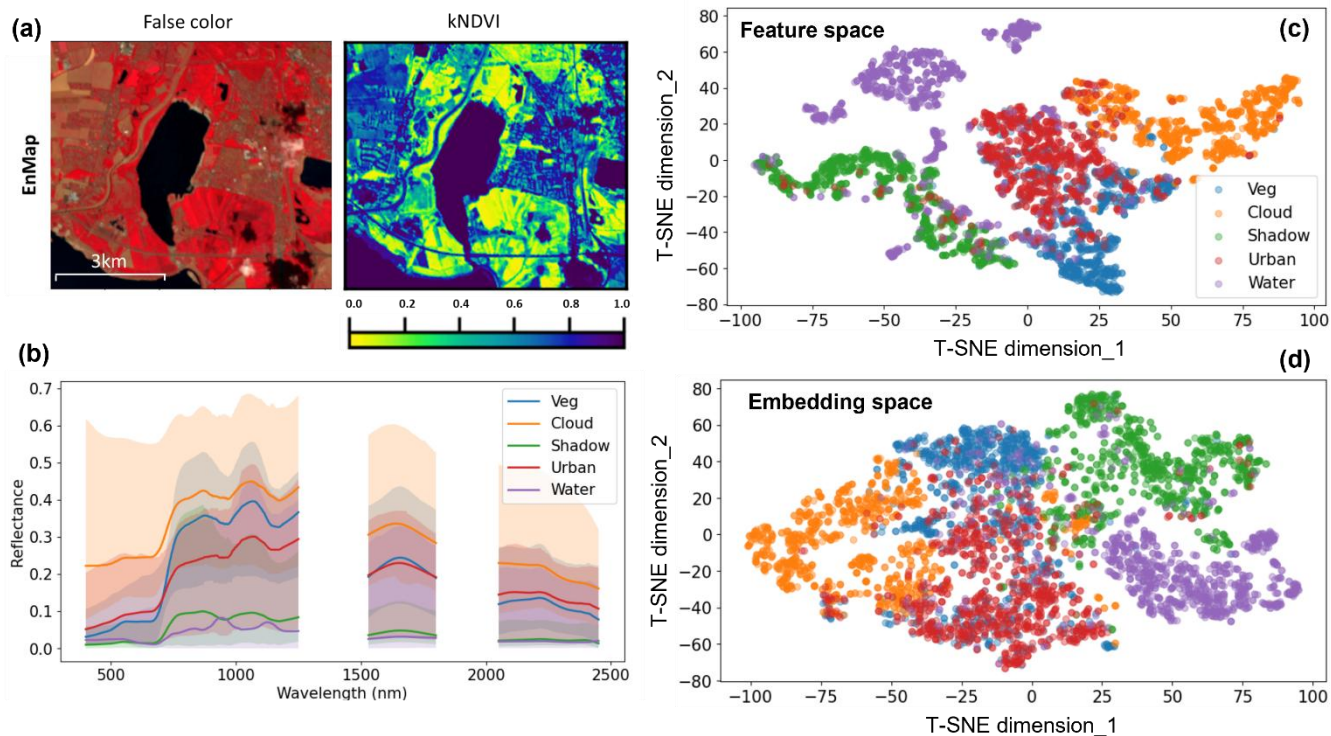 (a)
False color
kNDVI
EnMap
3km
0.0 0.2 0.4 0.6 0.8 1.0
(b)
0.7
0.6
0.5
0.4
0.3
0.2
0.1
0.0
Reflectance
Veg
Cloud
Shadow
Urban
Water
500 1000 1500 2000 2500
Wavelength (nm)
(c)
Feature space
80
60
40
20
0
−20
−40
−60
−80
T-SNE dimension_2
Veg
Cloud
Shadow
Urban
Water
−100 −75 −50 −25 0 25 50 75 100
T-SNE dimension_1
(d)
Embedding space
80
60
40
20
0
−20
−40
−60
−80
T-SNE dimension_2
−100 −75 −50 −25 0 25 50 75 100
T-SNE dimension_1